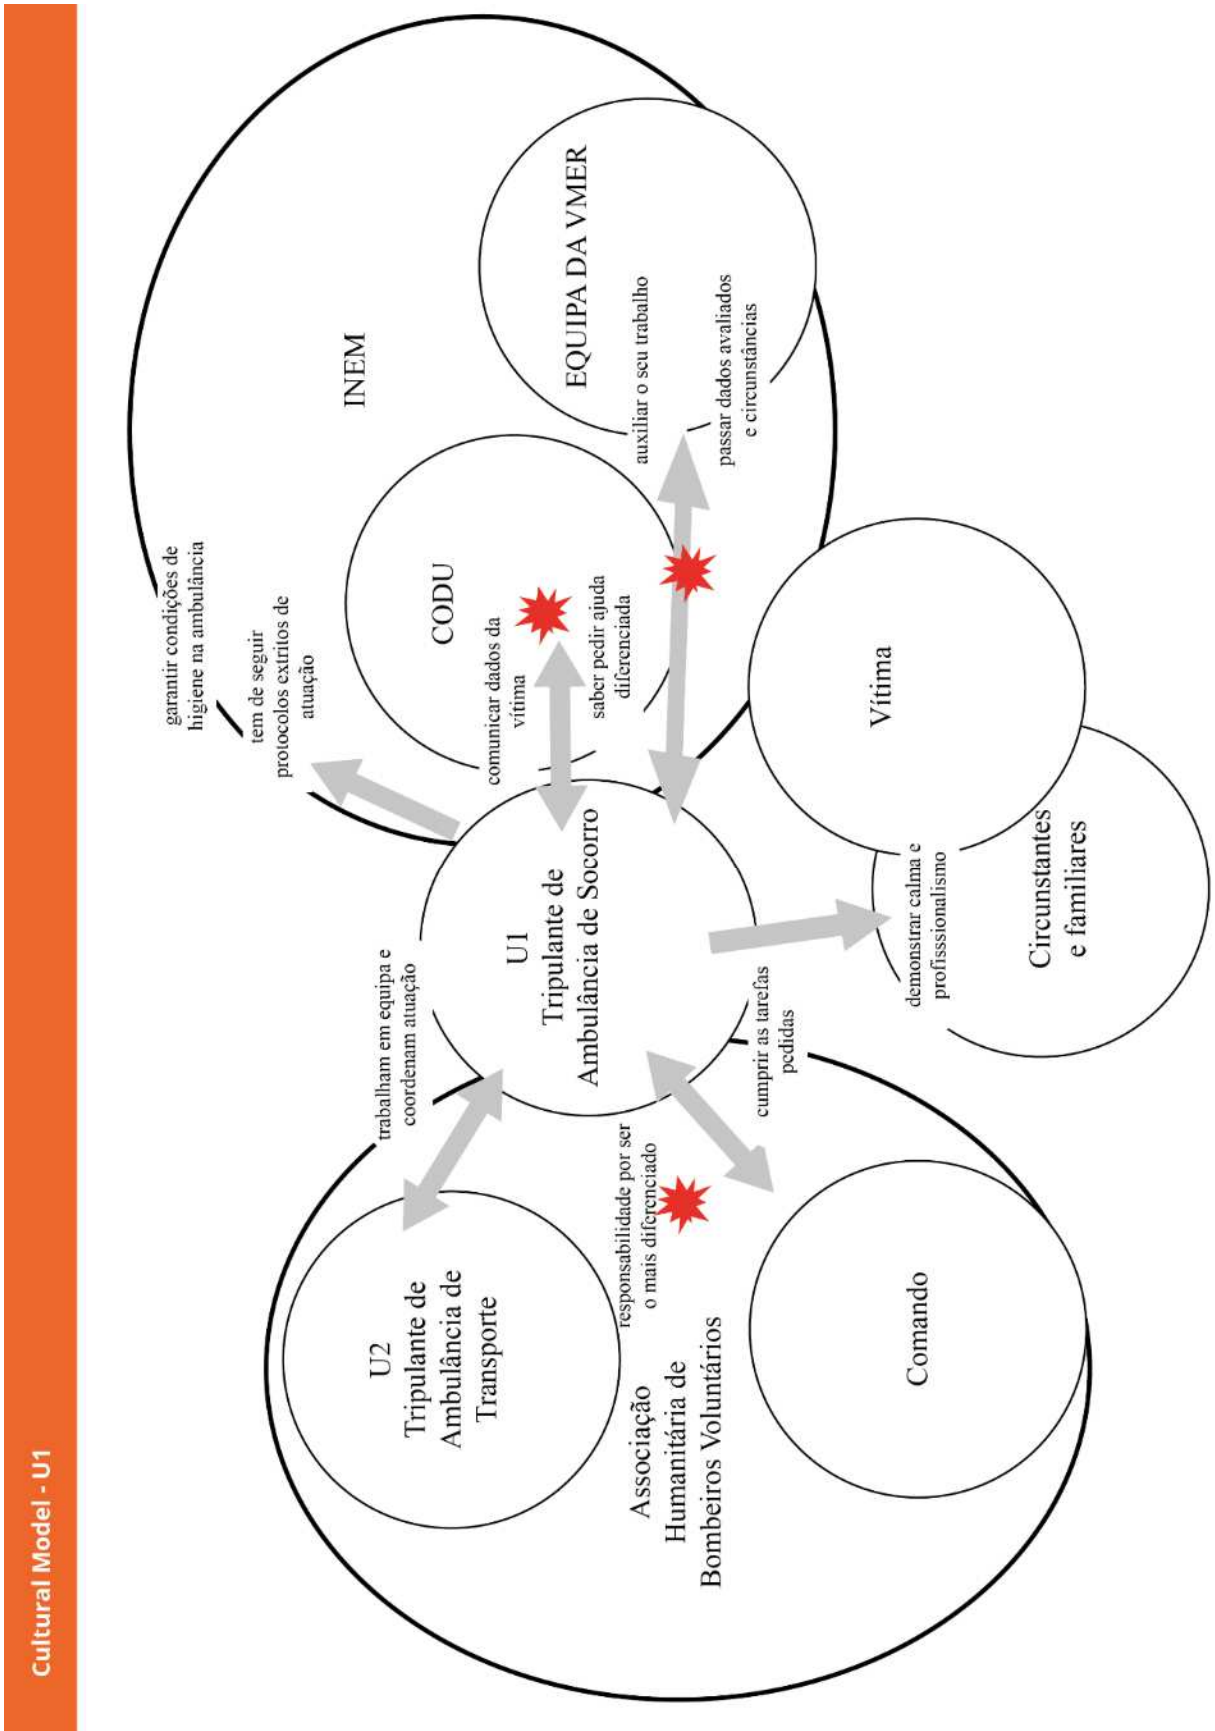 Cultural Model - U1
U2
Tripulante de
Ambulância de
Transporte
trabalham em equipa e
coordenam atuação
Associação
Humanitária de
Bombeiros Voluntários
responsabilidade por ser
o mais diferenciado
Comando
cumprir as tarefas
pedidas
U1
Tripulante de
Ambulância de Socorro
garantir condições de
higiene na ambulância
tem de seguir
protocolos extritos de
atuação
INEM
CODU
comunicar dados da
vítima
saber pedir ajuda
diferenciada
EQUIPA DA VMER
auxiliar o seu trabalho
passar dados avaliados
e circunstâncias
Vítima
demonstrar calma e
profisssionalismo
Circunstantes
e familiares